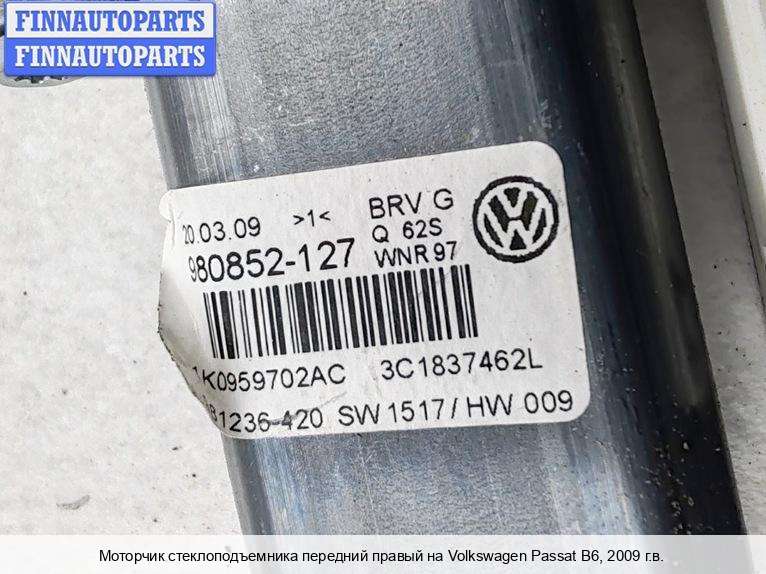 FINNAUTOPARTS
FINNAUTOPARTS
20.03.09 >1< BRV G
980852-127 Q 62S
WNR 97
1K0959702AC 3C1837462L
81236-420 SW 1517 / HW 009
Моторчик стеклоподъемника передний правый на Volkswagen Passat B6, 2009 г.в.